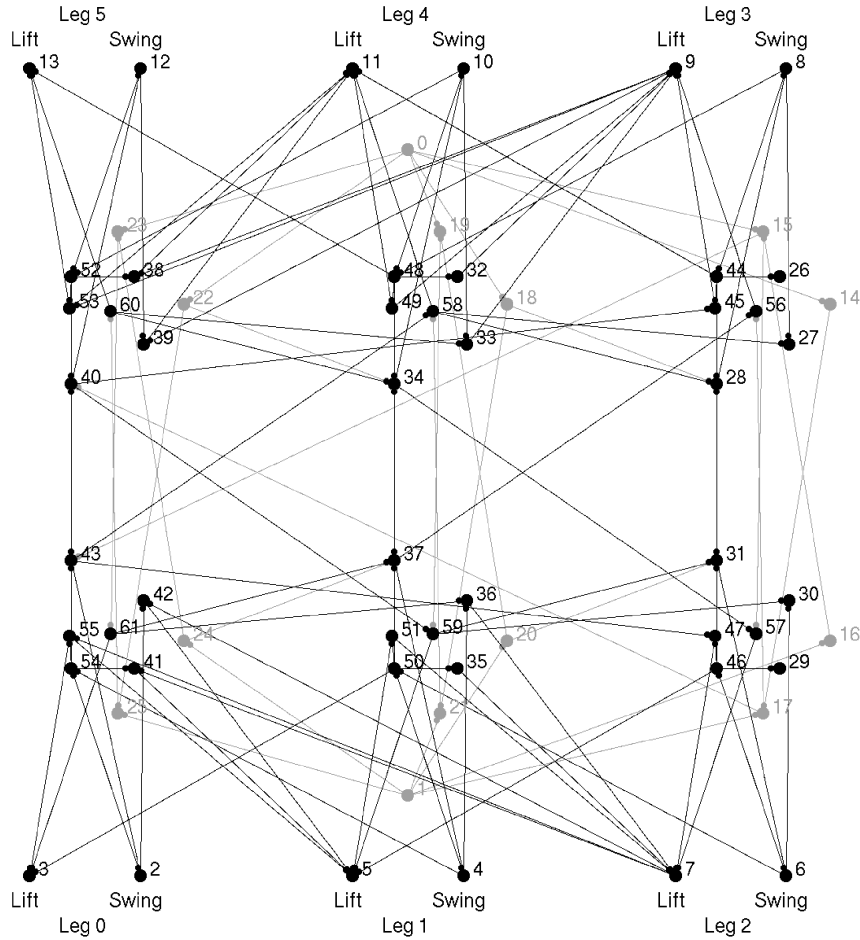 Leg 5 Leg 4 Leg 3
Lift Swing Lift Swing Lift Swing
13 12 11 10 9 8
0
23 19 15
52 38 48 32 44 26
22 18 14
53 60 49 58 45 56
39 33 27
40 34 28
43 37 31
42 36 30
55 61 24 51 59 20 47 57 16
54 41 50 35 46 29
25 21 17
1
3 2 5 4 7 6
Lift Swing Lift Swing Lift Swing
Leg 0 Leg 1 Leg 2